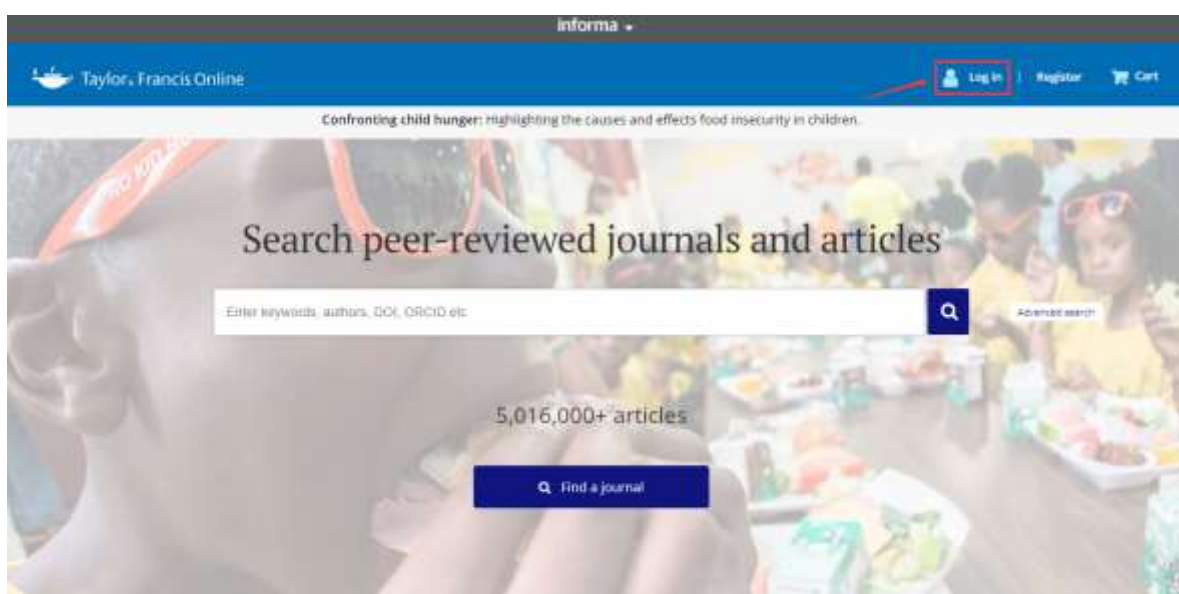 informa
Taylor & Francis Online
Log in | Register Cart
Confronting child hunger: Highlighting the causes and effects food insecurity in children.
Search peer-reviewed journals and articles
Enter keywords, authors, DOI, ORCID etc
Advanced search
5,016,000+ articles
Find a journal